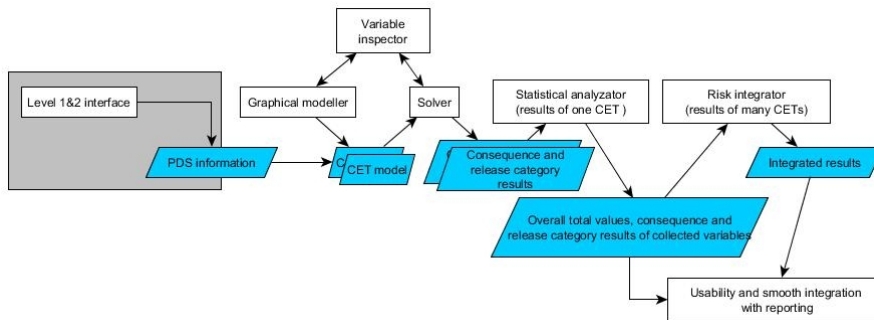 Variable
inspector
Level 1&2 interface
Graphical modeller
Solver
Statistical analyzator
(results of one CET )
Risk integrator
(results of many CETs)
PDS information
C
CET model
Consequence and
release category
results
Integrated results
Overall total values, consequence and
release category results of collected variables
Usability and smooth integration
with reporting